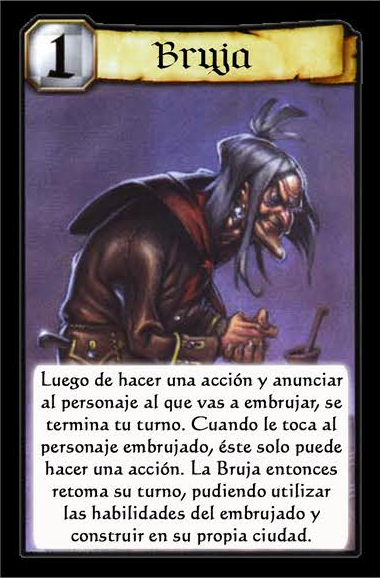 1
Bruja
Luego de hacer una acción y anunciar
al personaje al que vas a embrujar, se
termina tu turno. Cuando le toca al
personaje embrujado, éste solo puede
hacer una acción. La Bruja entonces
retoma su turno, pudiendo utilizar
las habilidades del embrujado y
construir en su propia ciudad.